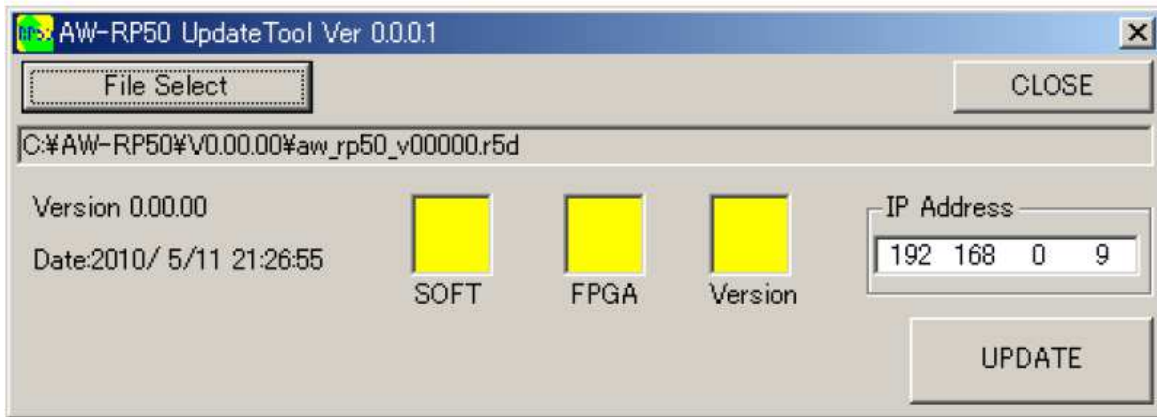 AW-RP50 UpdateTool Ver 0.0.0.1
File Select
CLOSE
C:¥AW-RP50¥V0.00.00¥aw_rp50_v00000.r5d
Version 0.00.00
Date:2010/ 5/11 21:26:55
SOFT
FPGA
Version
IP Address
192 168 0 9
UPDATE